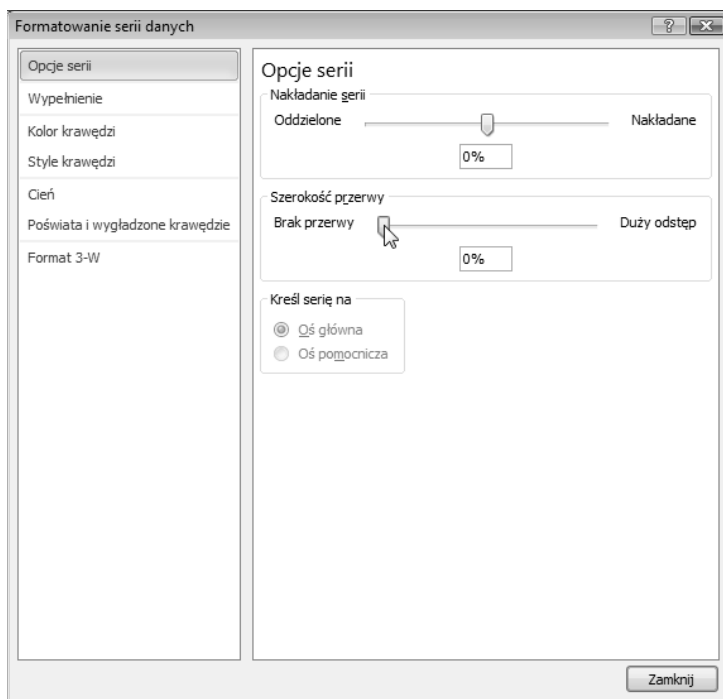 Formatowanie serii danych
Opcje serii
Wypełnienie
Kolor krawędzi
Style krawędzi
Cień
Poświata i wygładzone krawędzie
Format 3-W
Opcje serii
Nakładanie serii
Oddzielone
Nakładane
0%
Szerokość przerwy
Brak przerwy
Duży odstęp
0%
Kreśl serię na
Oś główna
Oś pomocnicza
Zamknij